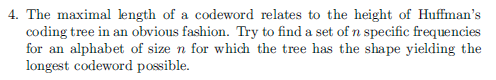 4. The maximal length of a codeword relates to the height of Huffman's
coding tree in an obvious fashion. Try to find a set of n specific frequencies
for an alphabet of size n for which the tree has the shape yielding the
longest codeword possible.